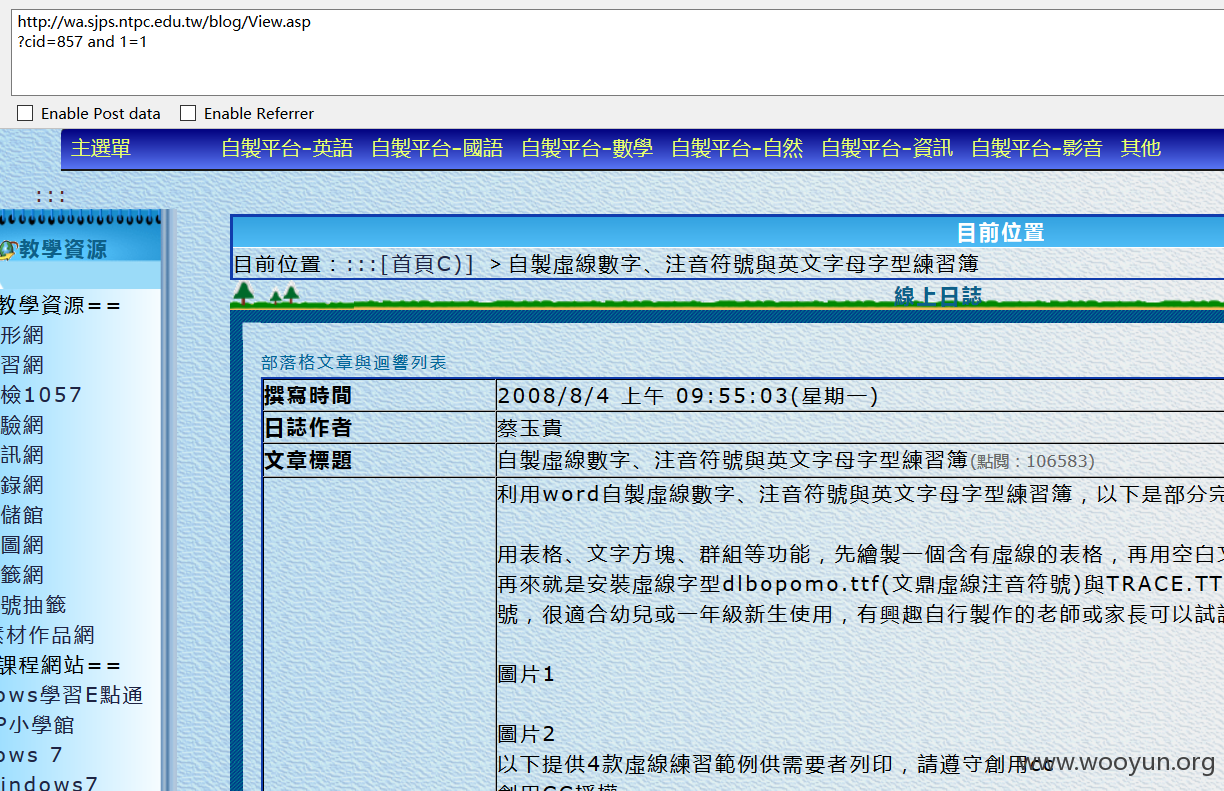 http://wa.sjps.ntpc.edu.tw/blog/View.asp
?cid=857 and 1=1
Enable Post data Enable Referrer
主選單 自製平台-英語 自製平台-國語 自製平台-數學 自製平台-自然 自製平台-資訊 自製平台-影音 其他
:::
教學資源
目前位置
目前位置：:::[首頁C)] >自製虛線數字、注音符號與英文字母字型練習簿
線上日誌
教學資源==
形網
習網
檢1057
驗網
訊網
錄網
儲館
圖網
籤網
號抽籤
素材作品網
課程網站==
ows學習E點通
P小學館
ows 7
indows7
部落格文章與迴響列表
撰寫時間 2008/8/4 上午 09:55:03(星期一)
日誌作者 蔡玉貴
文章標題 自製虛線數字、注音符號與英文字母字型練習簿(點閱：106583)
利用word自製虛線數字、注音符號與英文字母字型練習簿，以下是部分完
用表格、文字方塊、群組等功能，先繪製一個含有虛線的表格，再用空白文
再來就是安裝虛線字型dlbopomo.ttf(文鼎虛線注音符號)與TRACE.TT
號，很適合幼兒或一年級新生使用，有興趣自行製作的老師或家長可以試試
圖片1
圖片2
以下提供4款虛線練習範例供需要者列印，請遵守創用cc
創用CC授權
www.wooyun.org